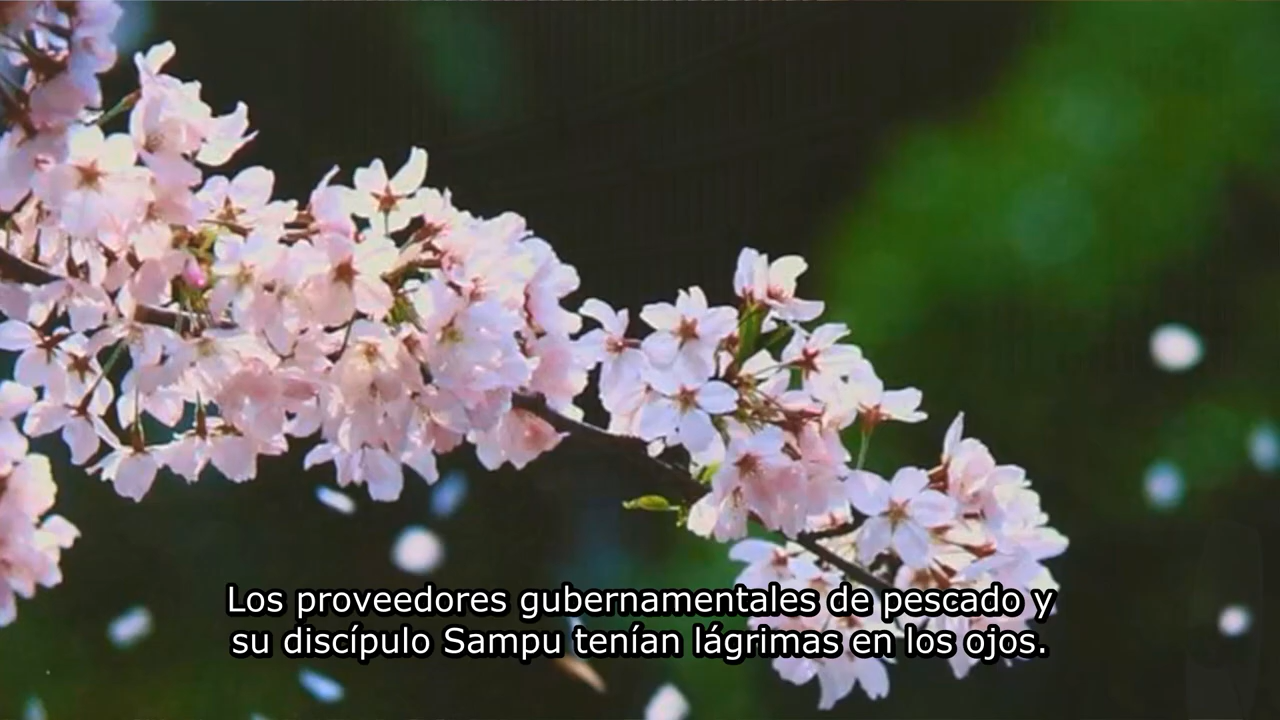 Los proveedores gubernamentales de pescado y
su discípulo Sampu tenían lágrimas en los ojos.